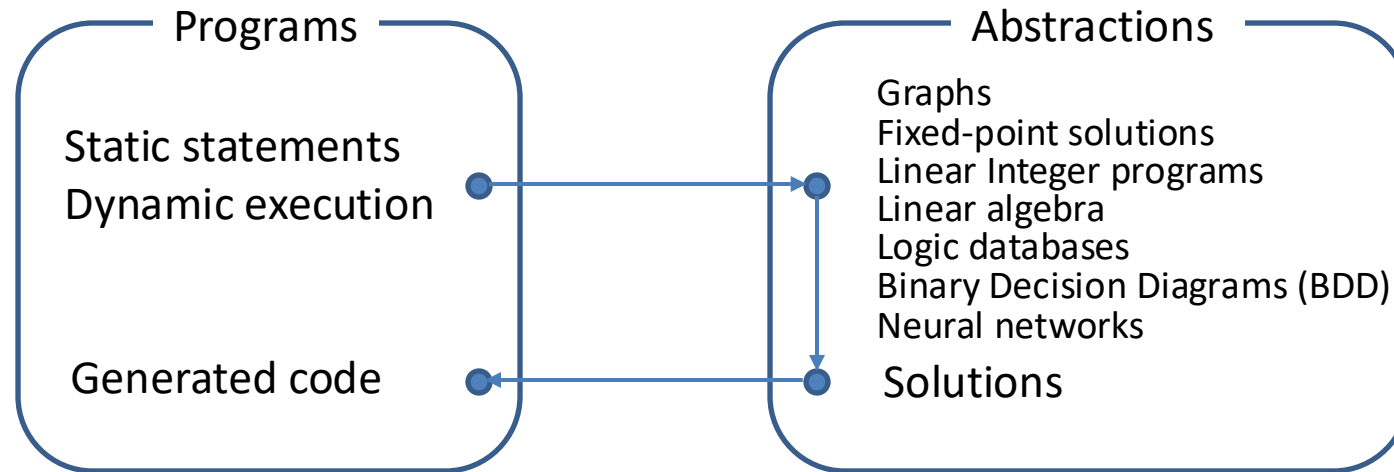 Programs
Static statements
Dynamic execution
Generated code
Abstractions
Graphs
Fixed-point solutions
Linear Integer programs
Linear algebra
Logic databases
Binary Decision Diagrams (BDD)
Neural networks
Solutions